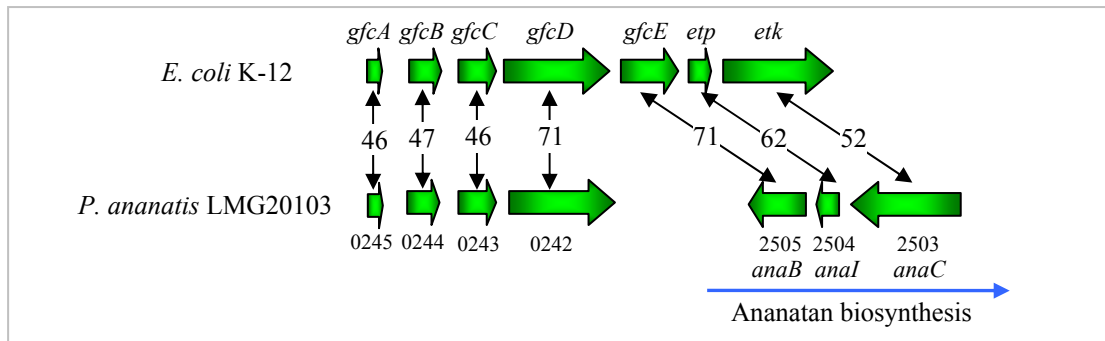 gfcA gfcB gfcC gfcD gfcE etp etk
E. coli K-12
46 47 46 71 71 62 52
P. ananatis LMG20103
0245 0244 0243 0242 2505 2504 2503
anaB anaI anaC
Ananatan biosynthesis